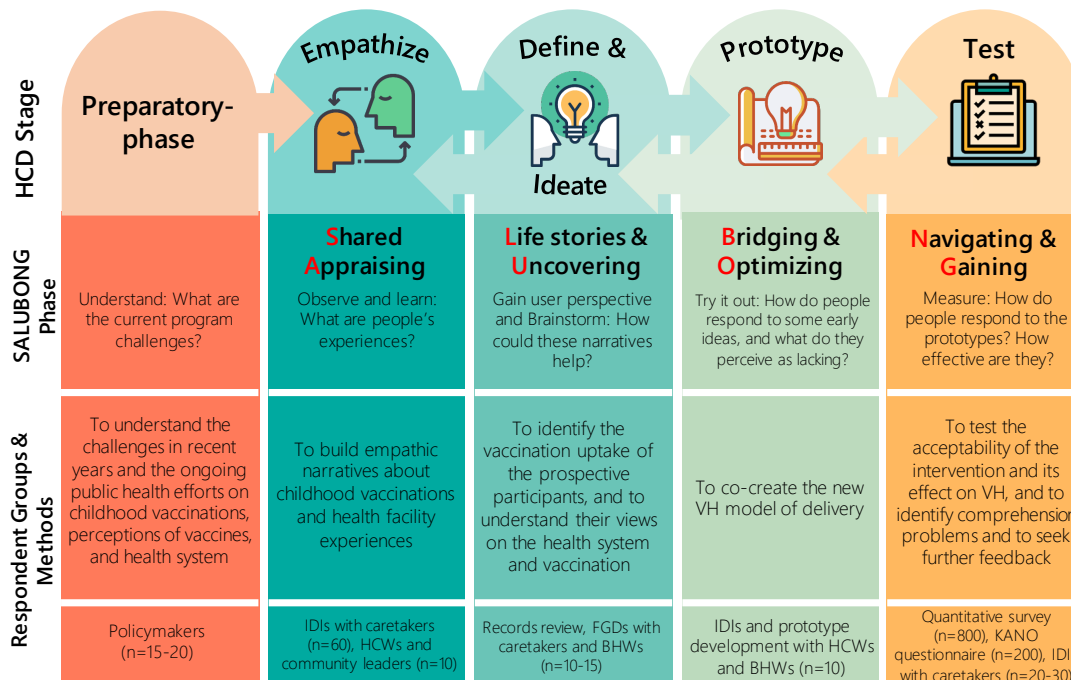 HCD Stage
Preparatory-
phase
Empathize
Define &
Ideate
Prototype
Test
SALUBONG
Phase
Understand: What are
the current program
challenges?
Shared
Appraising
Observe and learn:
What are people's
experiences?
Life stories &
Uncovering
Gain user perspective
and Brainstorm: How
could these narratives
help?
Bridging &
Optimizing
Try it out: How do people
respond to some early
ideas, and what do they
perceive as lacking?
Navigating &
Gaining
Measure: How do
people respond to the
prototypes? How
effective are they?
Respondent Groups &
Methods
To understand the
challenges in recent
years and the ongoing
public health efforts on
childhood vaccinations,
perceptions of vaccines,
and health system
To build empathic
narratives about
childhood vaccinations
and health facility
experiences
To identify the
vaccination uptake of
the prospective
participants, and to
understand their views
on the health system
and vaccination
To co-create the new
VH model of delivery
To test the
acceptability of the
intervention and its
effect on VH, and to
identify comprehension
problems and to seek
further feedback
Policymakers
(n=15-20)
IDIs with caretakers
(n=60), HCWs and
community leaders (n=10)
Records review, FGDs with
caretakers and BHWs
(n=10-15)
IDIs and prototype
development with HCWs
and BHWs (n=10)
Quantitative survey
(n=800), KANO
questionnaire (n=200), IDI
with caretakers (n=20-30)